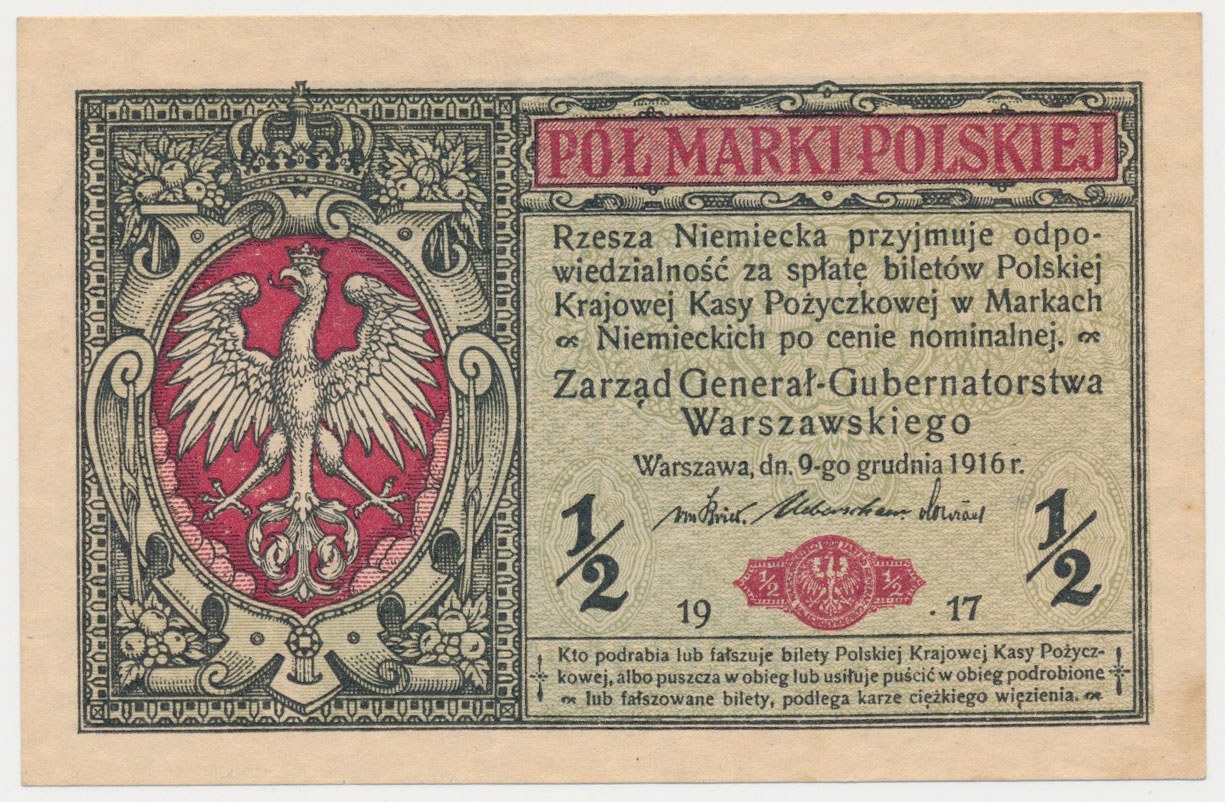 PÓŁ MARKI POLSKIEJ
Rzesza Niemiecka przyjmuje odpo-
wiedzialność za spłatę biletów Polskiej
Krajowej Kasy Pożyczkowej w Markach
Niemieckich po cenie nominalnej.
Zarząd Generał-Gubernatorstwa
Warszawskiego
Warszawa, dn. 9-go grudnia 1916 r.
1/2 1/2
1/2 1/2
19 · 17
Kto podrabia lub fałszuje bilety Polskiej Krajowej Kasy Pożycz-
kowej, albo puszcza w obieg lub usiłuje puścić w obieg podrobione
lub fałszowane bilety, podlega karze ciężkiego więzienia.